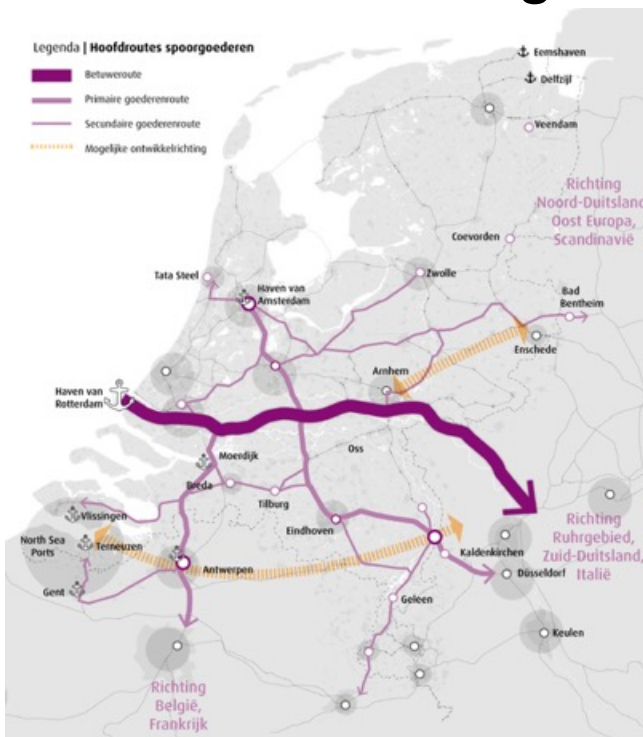 Legenda | Hoofdroutes spoorgoederen
Betuweroute
Primaire goederenroute
Secundaire goederenroute
Mogelijke ontwikkelrichting
Eemshaven
Delfzijl
Veendam
Richting
Noord-Duitsland
Oost Europa,
Scandinavië
Coevorden
Zwolle
Tata Steel
Haven van
Amsterdam
Bad
Bentheim
Enschede
Arnhem
Haven van
Rotterdam
Oss
Moerdijk
Breda
Tilburg
Vlissingen
Eindhoven
North Sea
Ports
Terneuzen
Antwerpen
Kaldenkirchen
Richting
Ruhrgebied,
Zuid-Duitsland,
Italië
Düsseldorf
Gent
Geleen
Keulen
Richting
België,
Frankrijk